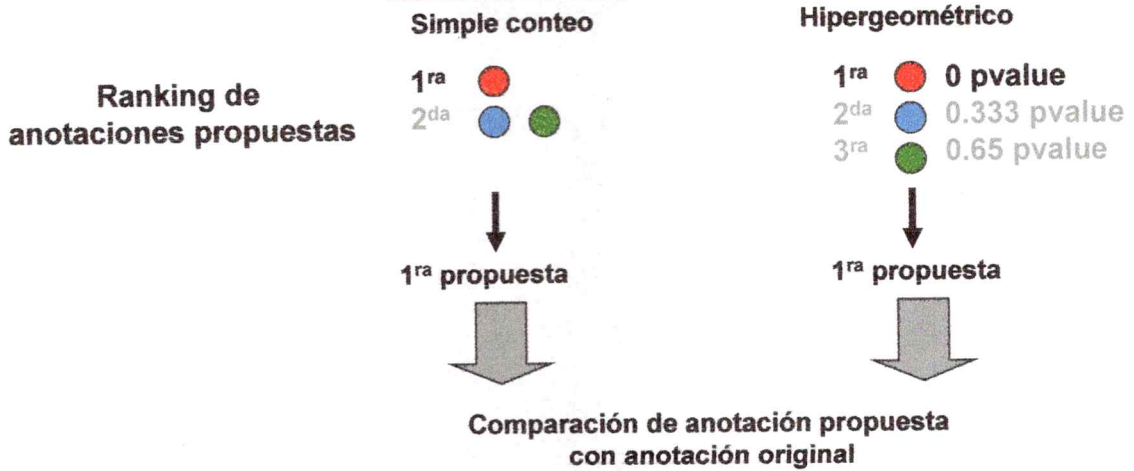 Simple conteo
Hipergeométrico
Ranking de
anotaciones propuestas
1ra
2da
1ra 0 pvalue
2da 0.333 pvalue
3ra 0.65 pvalue
1ra propuesta
1ra propuesta
Comparación de anotación propuesta
con anotación original